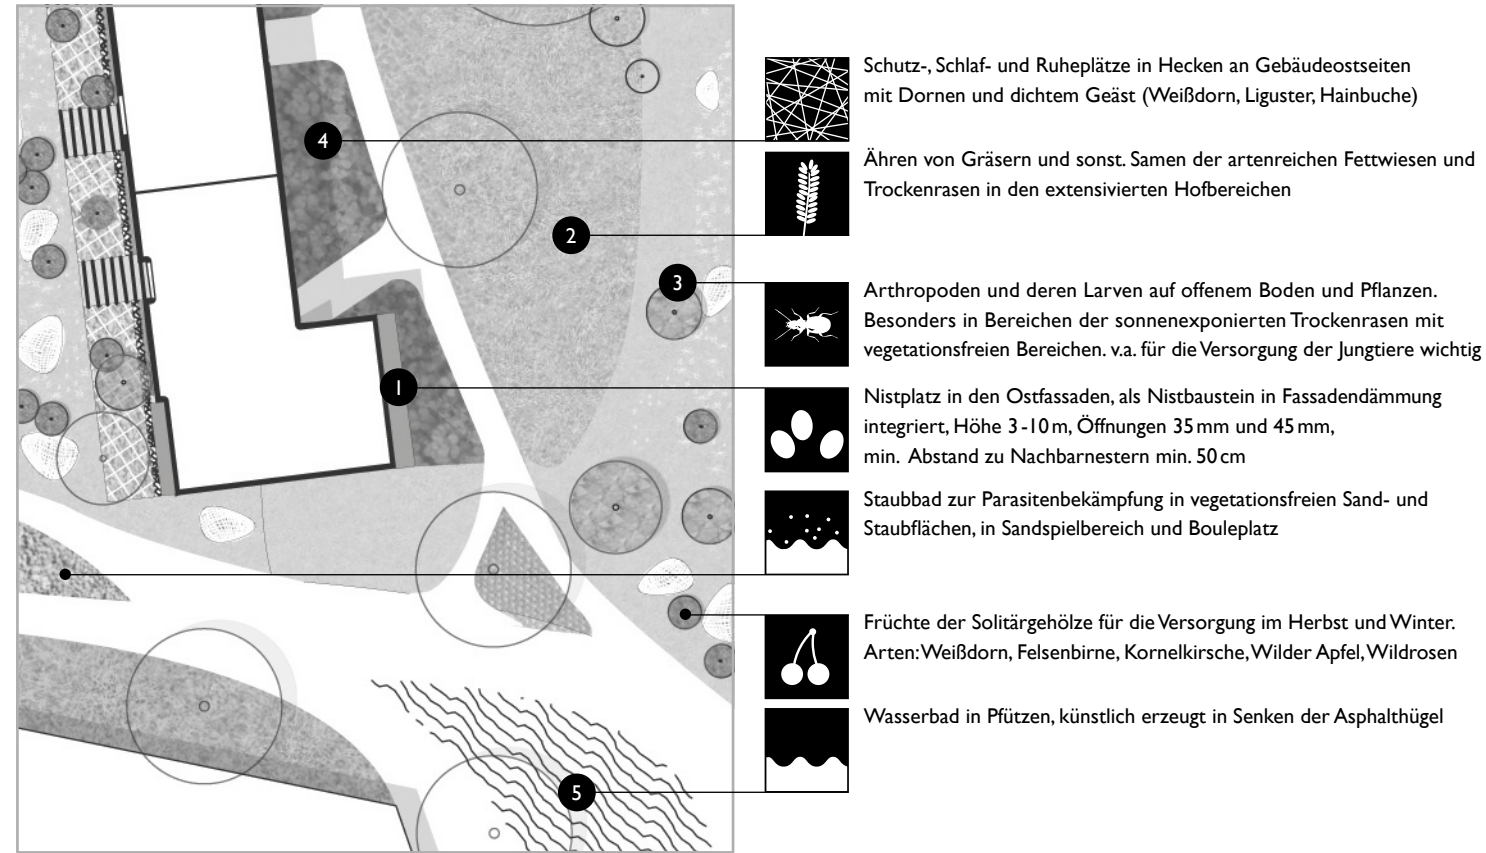 Schutz-, Schlaf- und Ruheplätze in Hecken an Gebäudeostseiten
mit Dornen und dichtem Geäst (Weißdorn, Liguster, Hainbuche)
4
Ähren von Gräsern und sonst. Samen der artenreichen Fettwiesen und
Trockenrasen in den extensivierten Hofbereichen
2
3
Arthropoden und deren Larven auf offenem Boden und Pflanzen.
Besonders in Bereichen der sonnenexponierten Trockenrasen mit
vegetationsfreien Bereichen. v.a. für die Versorgung der Jungtiere wichtig
1
Nistplatz in den Ostfassaden, als Nistbaustein in Fassadendämmung
integriert, Höhe 3-10 m, Öffnungen 35 mm und 45 mm,
min. Abstand zu Nachbarnestern min. 50 cm
Staubbad zur Parasitenbekämpfung in vegetationsfreien Sand- und
Staubflächen, in Sandspielbereich und Bouleplatz
Früchte der Solitärgehölze für die Versorgung im Herbst und Winter.
Arten: Weißdorn, Felsenbirne, Kornelkirsche, Wilder Apfel, Wildrosen
Wasserbad in Pfützen, künstlich erzeugt in Senken der Asphalthügel
5